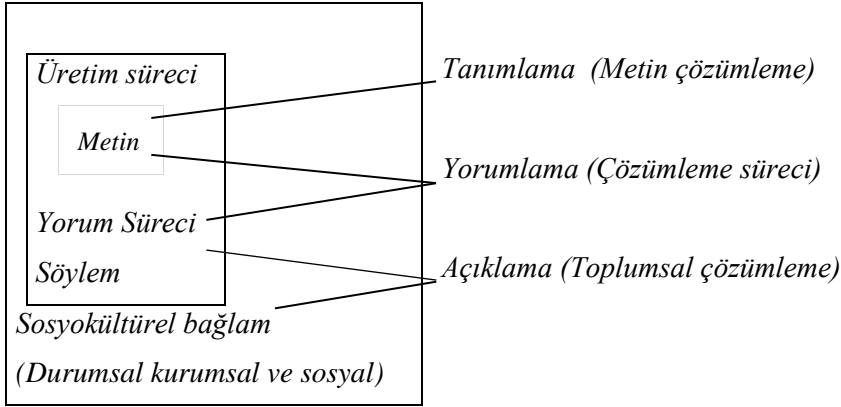 Üretim süreci
Tanımlama (Metin çözümleme)
Metin
Yorumlama (Çözümleme süreci)
Yorum Süreci
Söylem
Açıklama (Toplumsal çözümleme)
Sosyokültürel bağlam
(Durumsal kurumsal ve sosyal)